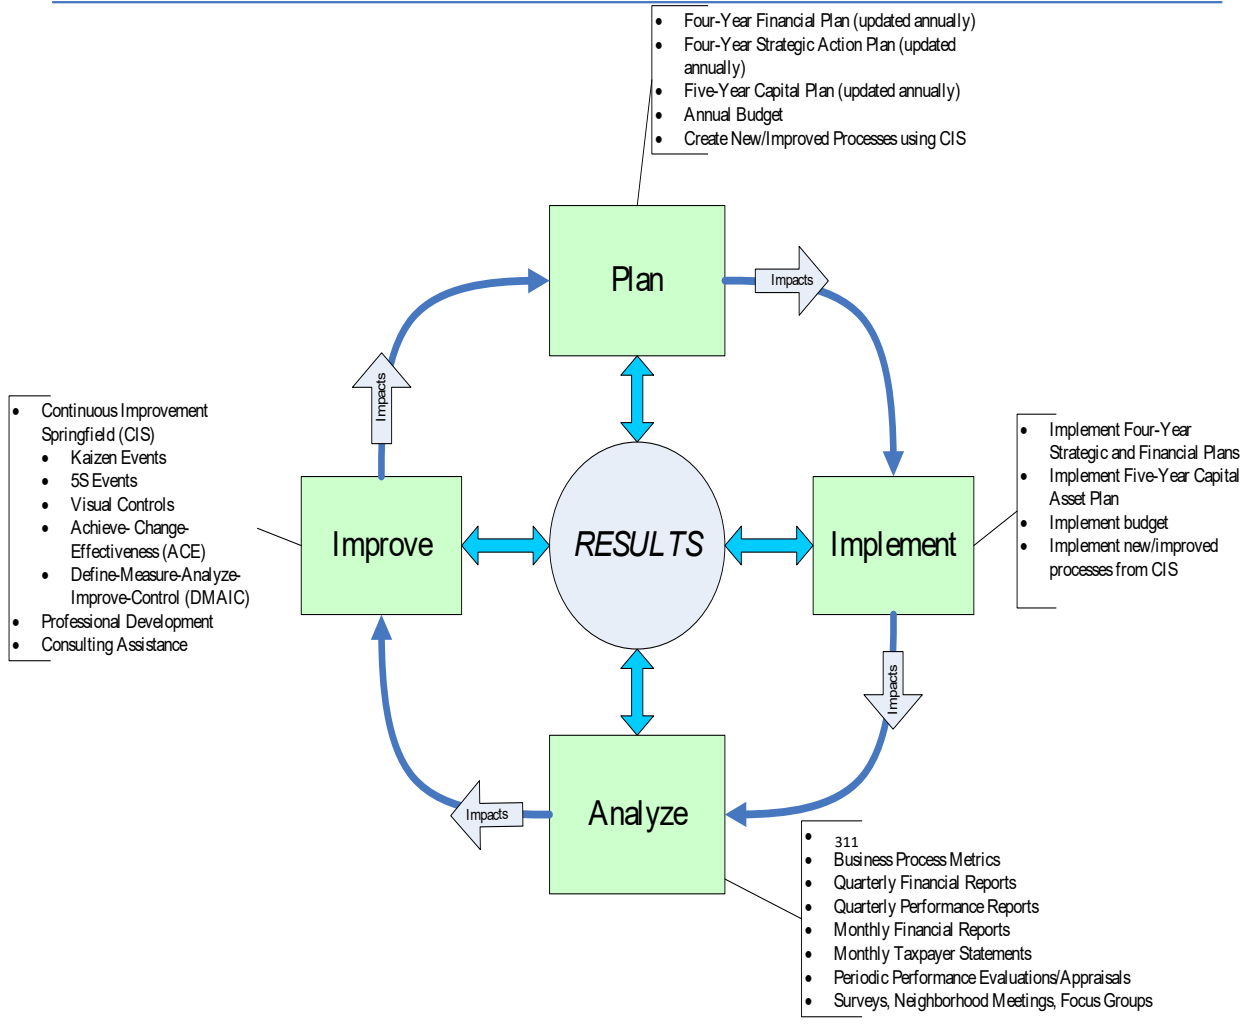 • Four-Year Financial Plan (updated annually)
• Four-Year Strategic Action Plan (updated
annually)
• Five-Year Capital Plan (updated annually)
• Annual Budget
• Create New/Improved Processes using CIS
Plan
Impacts
Impacts
• Continuous Improvement
Springfield (CIS)
• Kaizen Events
• 5S Events
• Visual Controls
• Achieve- Change-
Effectiveness (ACE)
• Define-Measure-Analyze-
Improve-Control (DMAIC)
• Professional Development
• Consulting Assistance
Improve
RESULTS
Implement
• Implement Four-Year
Strategic and Financial Plans
• Implement Five-Year Capital
Asset Plan
• Implement budget
• Implement new/improved
processes from CIS
Impacts
Impacts
Analyze
• 311
• Business Process Metrics
• Quarterly Financial Reports
• Quarterly Performance Reports
• Monthly Financial Reports
• Monthly Taxpayer Statements
• Periodic Performance Evaluations/Appraisals
• Surveys, Neighborhood Meetings, Focus Groups